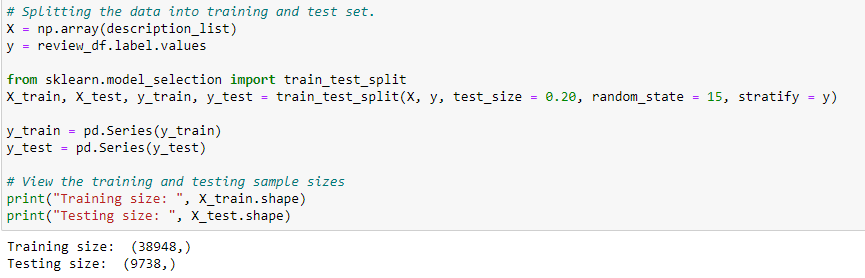 # Splitting the data into training and test set.
X = np.array(description_list)
y = review_df.label.values
from sklearn.model_selection import train_test_split
X_train, X_test, y_train, y_test = train_test_split(X, y, test_size = 0.20, random_state = 15, stratify = y)
y_train = pd.Series(y_train)
y_test = pd.Series(y_test)
# View the training and testing sample sizes
print("Training size: ", X_train.shape)
print("Testing size: ", X_test.shape)
Training size:  (38948,)
Testing size:  (9738,)